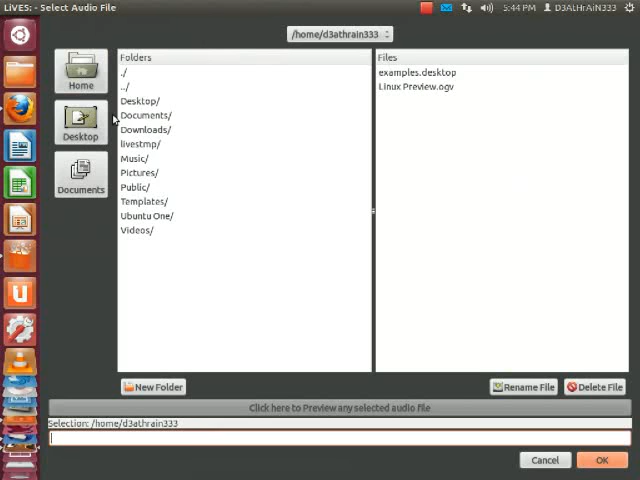 LiVES: - Select Audio File
5:44 PM
D3AtHrAiN333
/home/d3athrain333
Home
Desktop
Documents
Folders
./
../
Desktop/
Documents/
Downloads/
livestmp/
Music/
Pictures/
Public/
Templates/
Ubuntu One/
Videos/
Files
examples.desktop
Linux Preview.ogv
New Folder
Rename File
Delete File
Click here to Preview any selected audio file
Selection: /home/d3athrain333
Cancel
OK